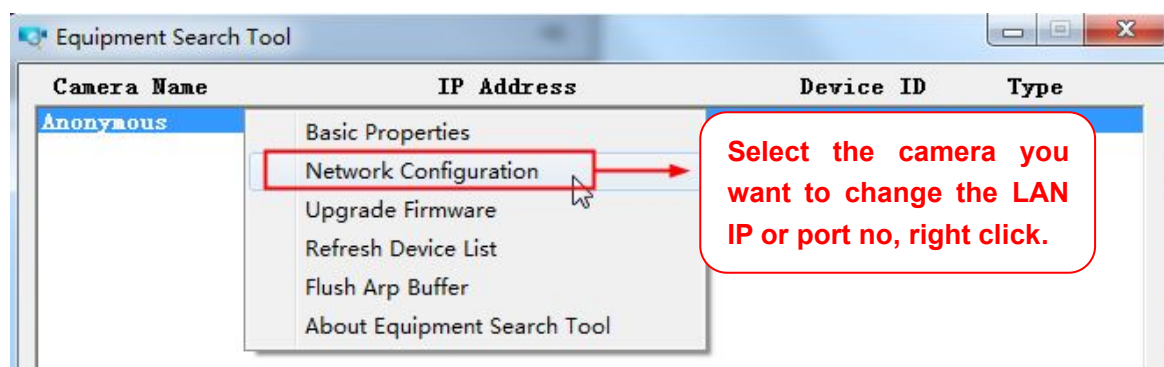 Equipment Search Tool
Camera Name IP Address Device ID Type
Anonymous
Basic Properties
Network Configuration
Upgrade Firmware
Refresh Device List
Flush Arp Buffer
About Equipment Search Tool
Select the camera you
want to change the LAN
IP or port no, right click.